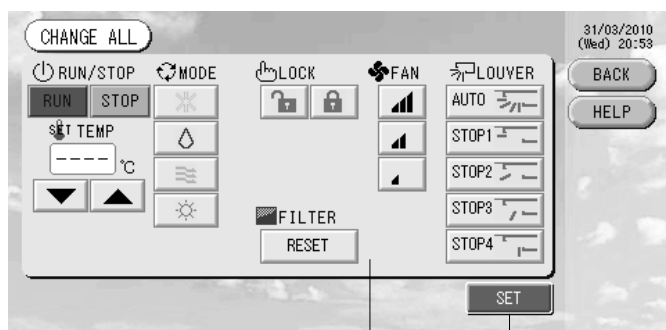 CHANGE ALL
31/03/2010
(Wed) 20:53
RUN/STOP
MODE
LOCK
FAN
LOUVER
BACK
RUN
STOP
AUTO
HELP
SET TEMP
STOP1
---- ℃
STOP2
STOP3
FILTER
RESET
STOP4
SET